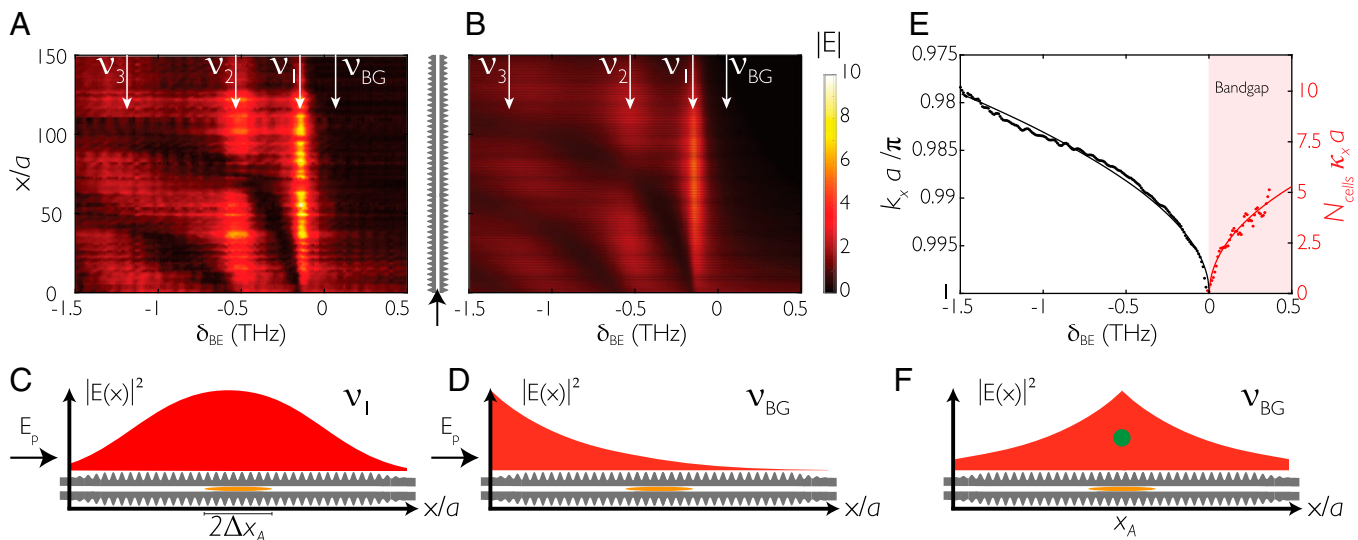 A
x/a
150
100
50
0
ν3
ν2
ν1
νBG
-1.5
-1
-0.5
0
0.5
δBE (THz)
B
ν3
ν2
ν1
νBG
-1.5
-1
-0.5
0
0.5
δBE (THz)
|E|
10
8
6
4
2
0
E
kx a /π
0.975
0.98
0.985
0.99
0.995
1
Bandgap
10
7.5
5
2.5
0
Ncells κx a
-1.5
-1
-0.5
0
0.5
δBE (THz)
C
|E(x)|²
ν1
Ep
x/a
2ΔxA
D
|E(x)|²
νBG
Ep
x/a
F
|E(x)|²
νBG
x/a
xA